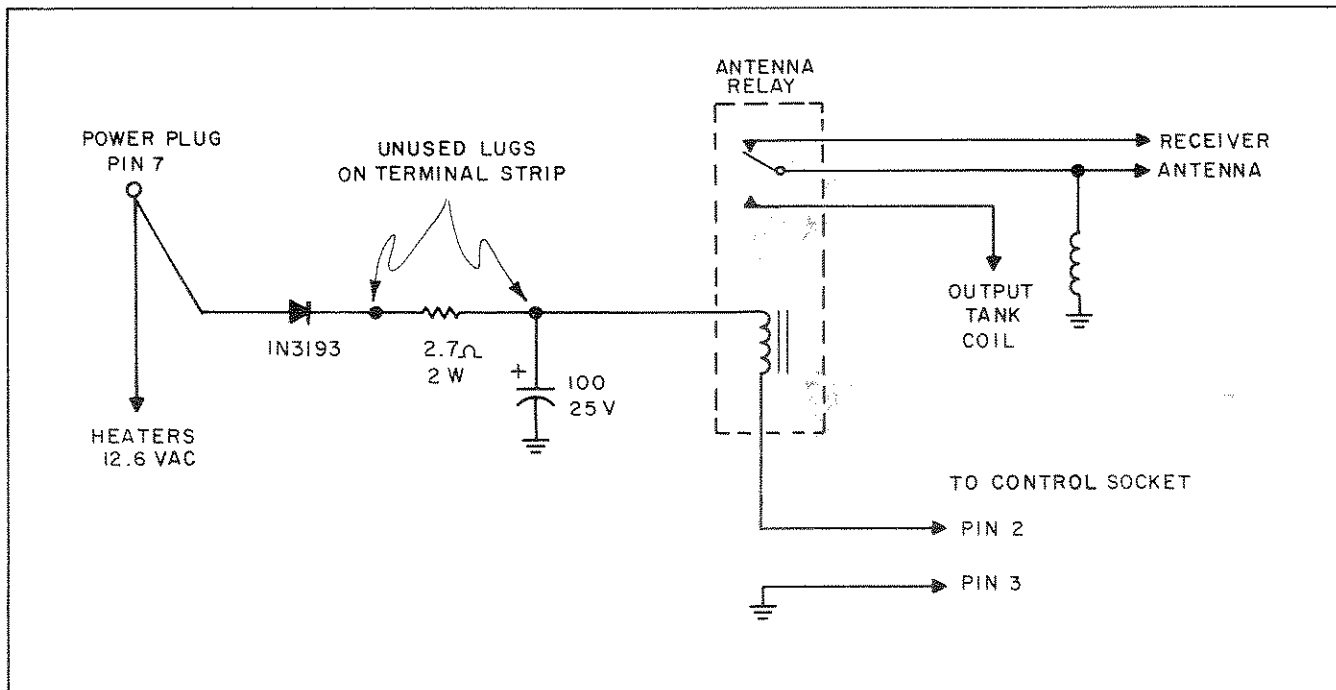 ANTENNA
RELAY
POWER PLUG
PIN 7
UNUSED LUGS
ON TERMINAL STRIP
RECEIVER
ANTENNA
OUTPUT
TANK
COIL
1N3193
2.7Ω
2 W
+
100
25 V
HEATERS
12.6 VAC
TO CONTROL SOCKET
PIN 2
PIN 3